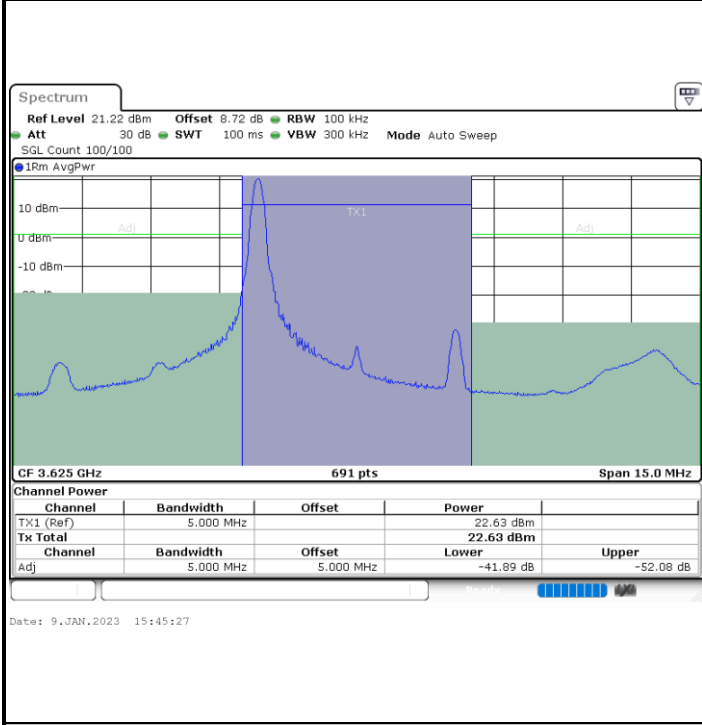 Spectrum
Ref Level 21.22 dBm Offset 8.72 dB RBW 100 kHz
Att 30 dB SWT 100 ms VBW 300 kHz Mode Auto Sweep
SGL Count 100/100
1Rm AvgPwr
10 dBm
TX1
Adj
Adj
0 dBm
-10 dBm
CF 3.625 GHz 691 pts Span 15.0 MHz
Channel Power
Channel Bandwidth Offset Power
TX1 (Ref) 5.000 MHz 22.63 dBm
Tx Total 22.63 dBm
Channel Bandwidth Offset Lower Upper
Adj 5.000 MHz 5.000 MHz -41.89 dB -52.08 dB
Ready
Date: 9.JAN.2023 15:45:27